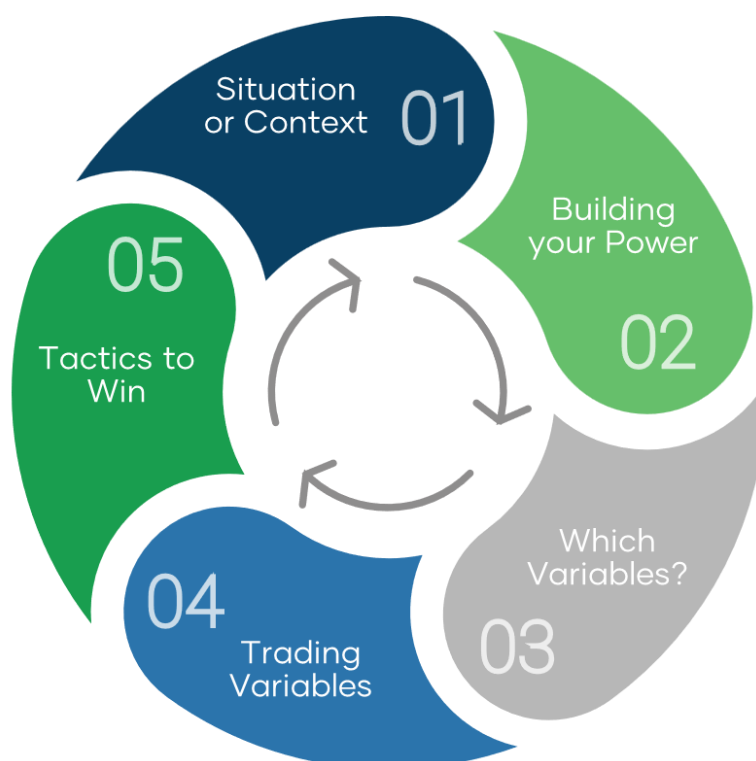 Situation
or Context
01
Building
your Power
02
Which
Variables?
03
04
Trading
Variables
05
Tactics to
Win